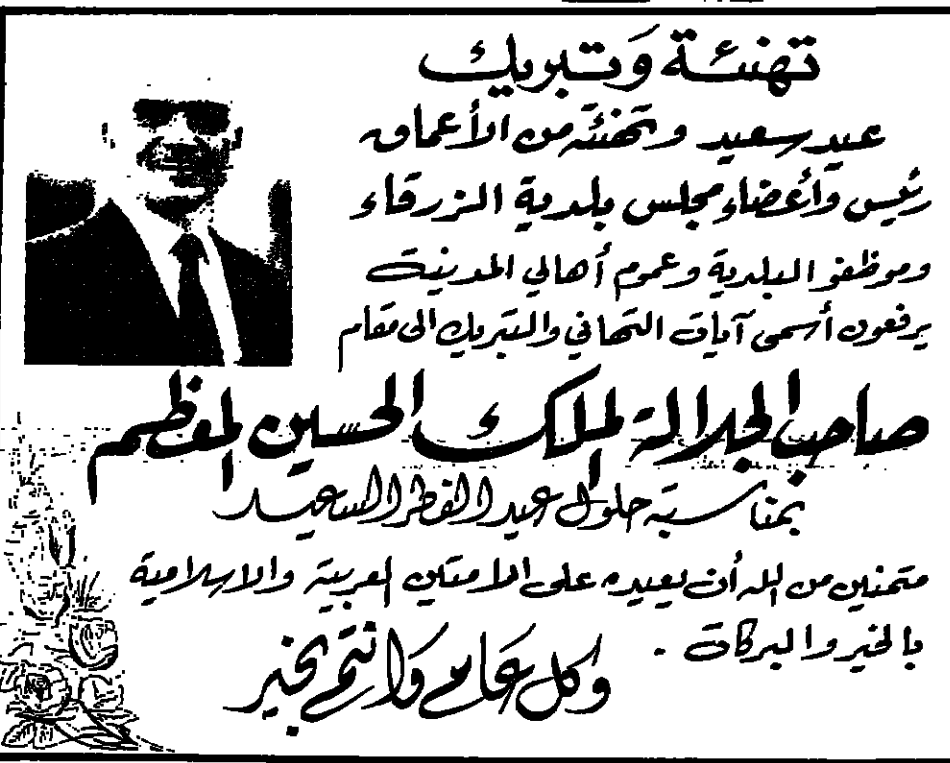 تهنئة وَتبريك
عيد سعيد وتهنئة من الأعماق
رئيس وأعضاء مجلس بلدية الزرقاء
وموظفو البلدية وعموم أهالي المدينة
يرفعون أسمى آيات التهاني والتبريك الى مقام
صاحب الجلالة الملك الحسين المعظم
بمناسبة حلول عيد الفطر السعيد
متمنين من الله أن يعيده على الامتين العربية والاسلامية
بالخير والبركات .
وكل عام وَانتم بخير